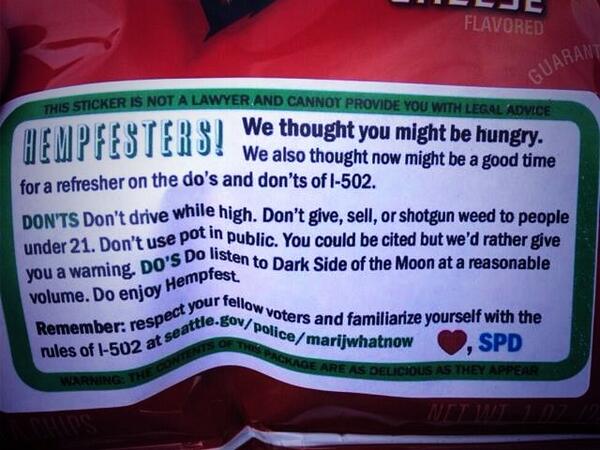 FLAVORED
THIS STICKER IS NOT A LAWYER AND CANNOT PROVIDE YOU WITH LEGAL ADVICE
HEMPFESTERS! We thought you might be hungry.
We also thought now might be a good time
for a refresher on the do's and don'ts of I-502.
DON'TS Don't drive while high. Don't give, sell, or shotgun weed to people
under 21. Don't use pot in public. You could be cited but we'd rather give
you a warning. DO'S Do listen to Dark Side of the Moon at a reasonable
volume. Do enjoy Hempfest.
Remember: respect your fellow voters and familiarize yourself with the
rules of I-502 at seattle.gov/police/marijwhatnow ❤, SPD
WARNING: THE CONTENTS OF THIS PACKAGE ARE AS DELICIOUS AS THEY APPEAR
CHIPS
NET WT 1